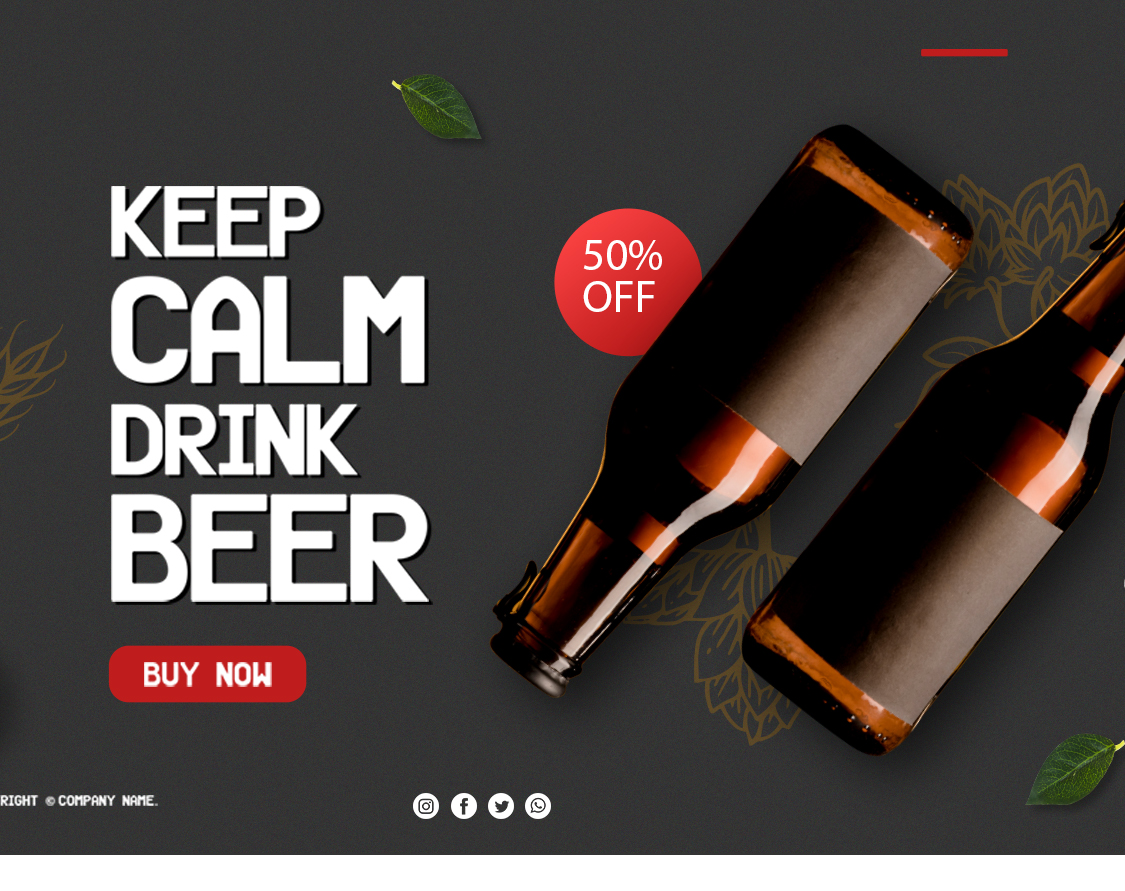 KEEP
CALM
DRINK
BEER
50%
OFF
BUY NOW
RIGHT © COMPANY NAME.